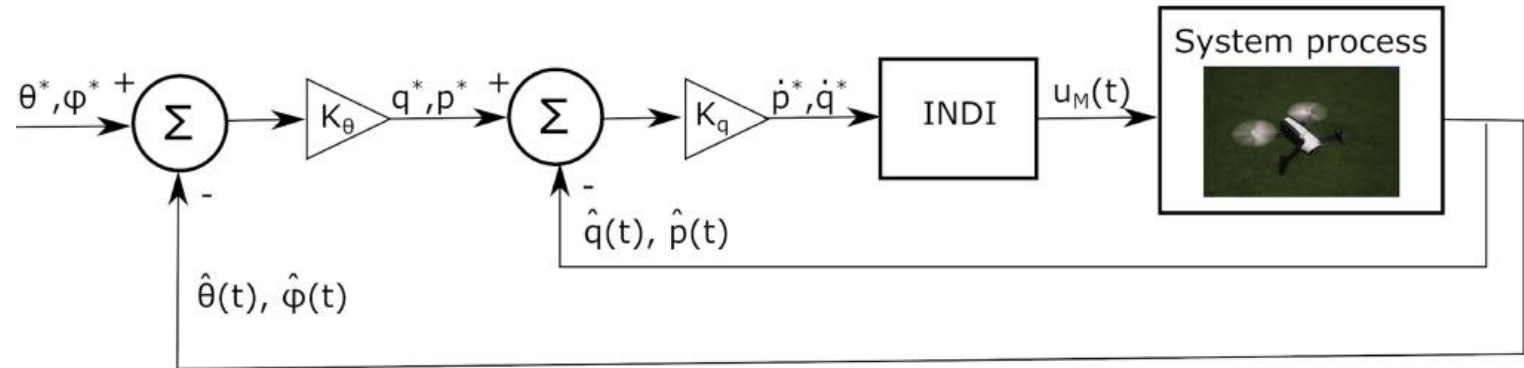 θ*,φ* +
Σ
-
K_θ
q*,p* +
Σ
-
K_q
ṗ*,q̇*
INDI
u_M(t)
System process
q̂(t), p̂(t)
θ̂(t), φ̂(t)